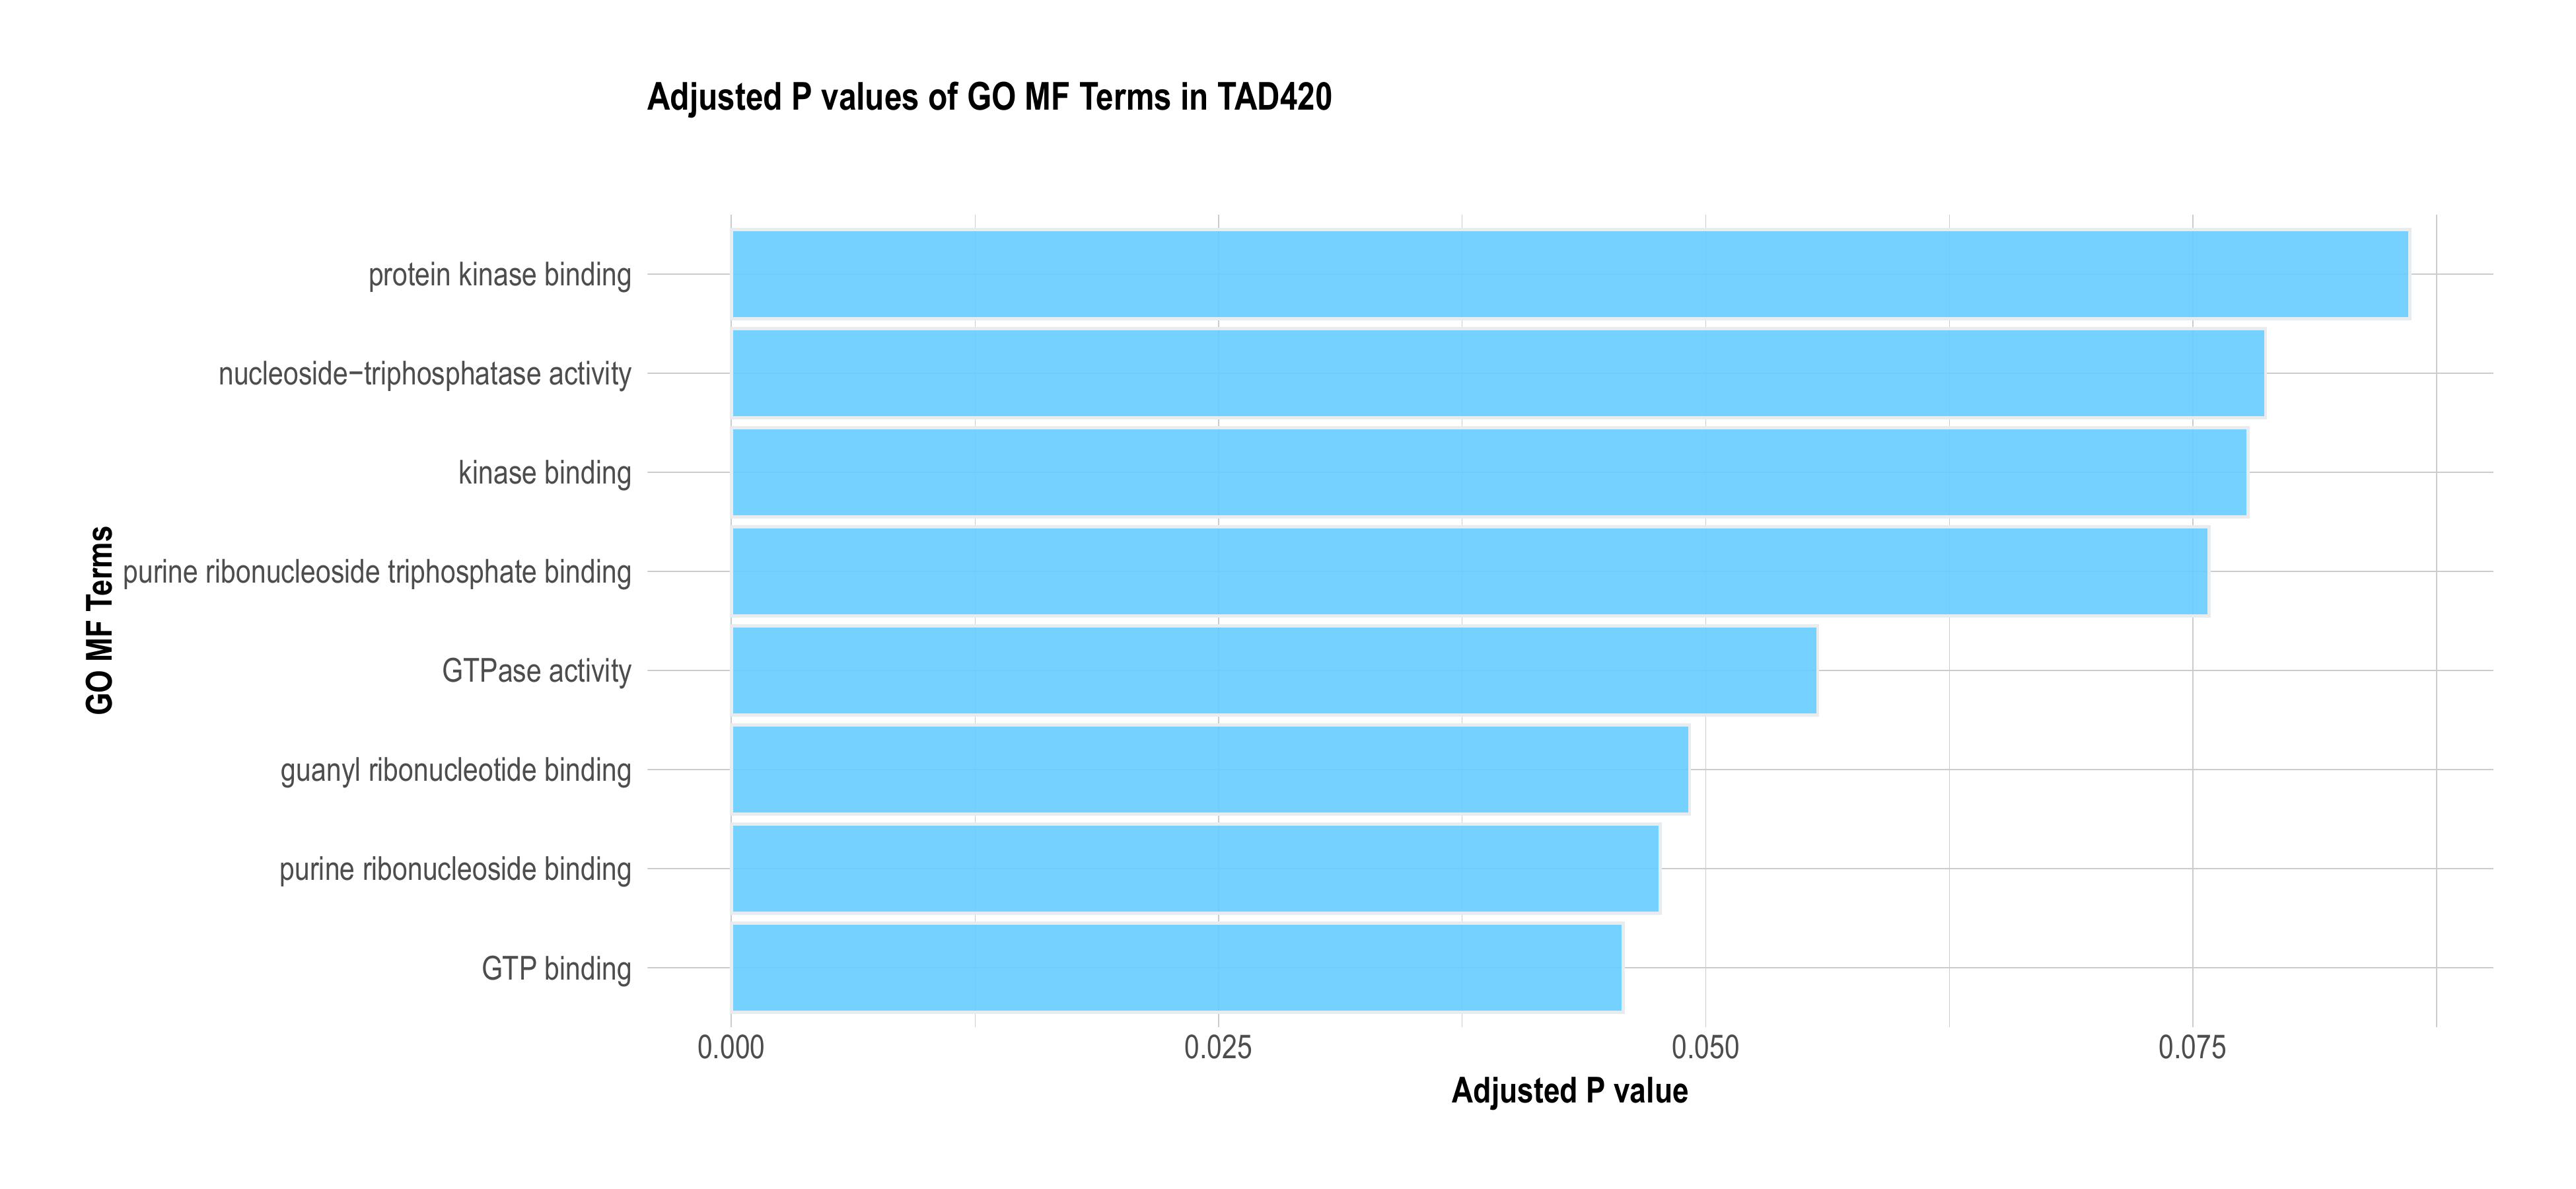 Adjusted P values of GO MF Terms in TAD420
GO MF Terms
protein kinase binding
nucleoside−triphosphatase activity
kinase binding
purine ribonucleoside triphosphate binding
GTPase activity
guanyl ribonucleotide binding
purine ribonucleoside binding
GTP binding
0.000 0.025 0.050 0.075
Adjusted P value